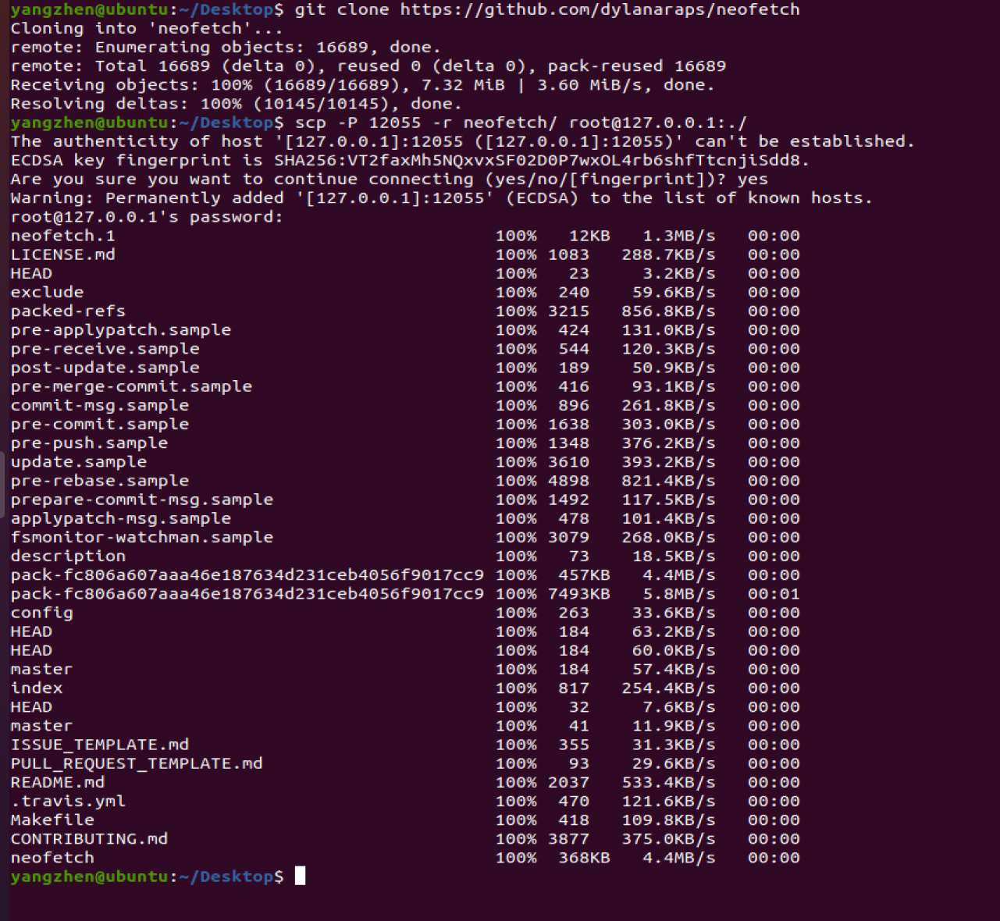 yangzhen@ubuntu:~/Desktop$ git clone https://github.com/dylanaraps/neofetch
Cloning into 'neofetch'...
remote: Enumerating objects: 16689, done.
remote: Total 16689 (delta 0), reused 0 (delta 0), pack-reused 16689
Receiving objects: 100% (16689/16689), 7.32 MiB | 3.60 MiB/s, done.
Resolving deltas: 100% (10145/10145), done.
yangzhen@ubuntu:~/Desktop$ scp -P 12055 -r neofetch/ root@127.0.0.1:./
The authenticity of host '[127.0.0.1]:12055 ([127.0.0.1]:12055)' can't be established.
ECDSA key fingerprint is SHA256:VT2faxMh5NQxvxSF02D0P7wxOL4rb6shfTtcnjiSdd8.
Are you sure you want to continue connecting (yes/no/[fingerprint])? yes
Warning: Permanently added '[127.0.0.1]:12055' (ECDSA) to the list of known hosts.
root@127.0.0.1's password:
neofetch.1 100% 12KB 1.3MB/s 00:00
LICENSE.md 100% 1083 288.7KB/s 00:00
HEAD 100% 23 3.2KB/s 00:00
exclude 100% 240 59.6KB/s 00:00
packed-refs 100% 3215 856.8KB/s 00:00
pre-applypatch.sample 100% 424 131.0KB/s 00:00
pre-receive.sample 100% 544 120.3KB/s 00:00
post-update.sample 100% 189 50.9KB/s 00:00
pre-merge-commit.sample 100% 416 93.1KB/s 00:00
commit-msg.sample 100% 896 261.8KB/s 00:00
pre-commit.sample 100% 1638 303.0KB/s 00:00
pre-push.sample 100% 1348 376.2KB/s 00:00
update.sample 100% 3610 393.2KB/s 00:00
pre-rebase.sample 100% 4898 821.4KB/s 00:00
prepare-commit-msg.sample 100% 1492 117.5KB/s 00:00
applypatch-msg.sample 100% 478 101.4KB/s 00:00
fsmonitor-watchman.sample 100% 3079 268.0KB/s 00:00
description 100% 73 18.5KB/s 00:00
pack-fc806a607aaa46e187634d231ceb4056f9017cc9 100% 457KB 4.4MB/s 00:00
pack-fc806a607aaa46e187634d231ceb4056f9017cc9 100% 7493KB 5.8MB/s 00:01
config 100% 263 33.6KB/s 00:00
HEAD 100% 184 63.2KB/s 00:00
HEAD 100% 184 60.0KB/s 00:00
master 100% 184 57.4KB/s 00:00
index 100% 817 254.4KB/s 00:00
HEAD 100% 32 7.6KB/s 00:00
master 100% 41 11.9KB/s 00:00
ISSUE_TEMPLATE.md 100% 355 31.3KB/s 00:00
PULL_REQUEST_TEMPLATE.md 100% 93 29.6KB/s 00:00
README.md 100% 2037 533.4KB/s 00:00
.travis.yml 100% 470 121.6KB/s 00:00
Makefile 100% 418 109.8KB/s 00:00
CONTRIBUTING.md 100% 3877 375.0KB/s 00:00
neofetch 100% 368KB 4.4MB/s 00:00
yangzhen@ubuntu:~/Desktop$